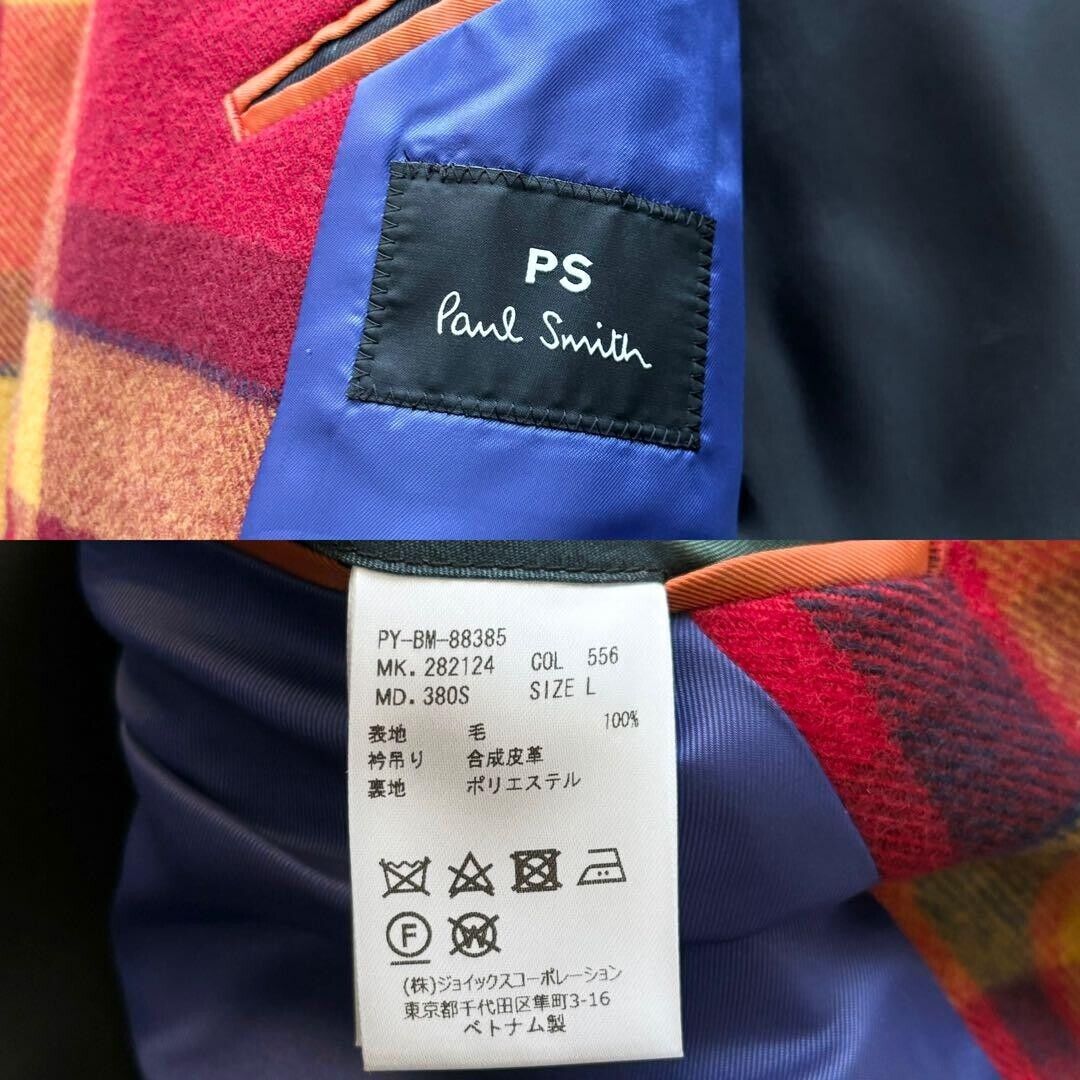 PS
Paul Smith
PY-BM-88385
MK. 282124 COL 556
MD. 380S SIZE L
表地 毛 100%
衿吊り 合成皮革
裏地 ポリエステル
F W
(株)ジョイックスコーポレーション
東京都千代田区隼町3-16
ベトナム製